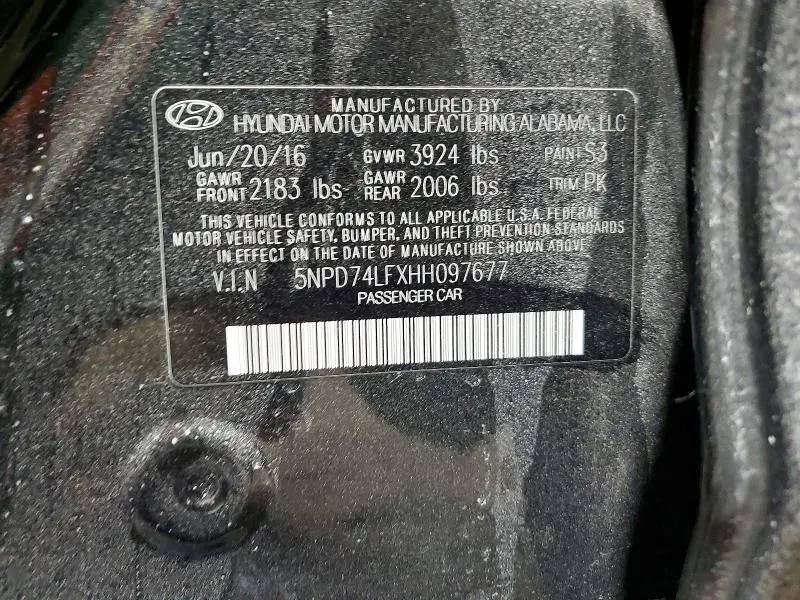 MANUFACTURED BY
HYUNDAI MOTOR MANUFACTURING ALABAMA, LLC
Jun/20/16 GVWR 3924 lbs PAINT S3
GAWR FRONT 2183 lbs GAWR REAR 2006 lbs TRIM PK
THIS VEHICLE CONFORMS TO ALL APPLICABLE U.S.A. FEDERAL
MOTOR VEHICLE SAFETY, BUMPER, AND THEFT PREVENTION STANDARDS
IN EFFECT ON THE DATE OF MANUFACTURE SHOWN ABOVE
V.I.N 5NPD74LFXHH097677
PASSENGER CAR